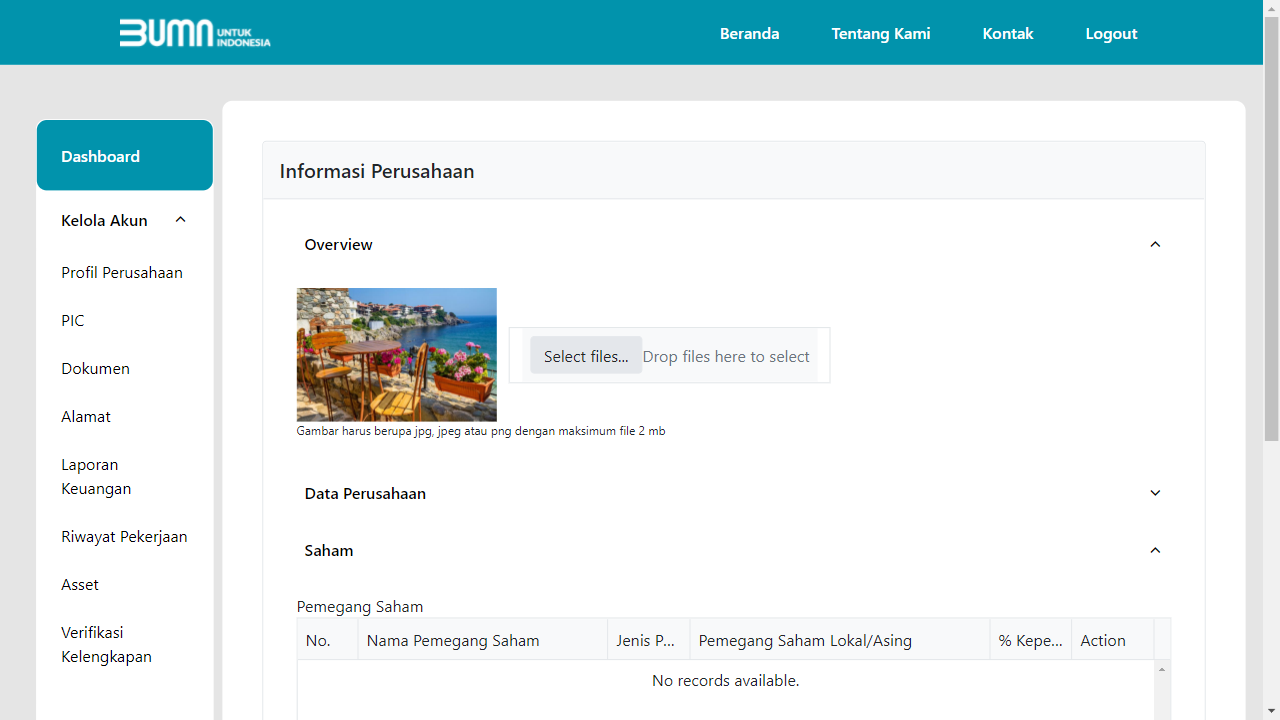 BUMN UNTUK INDONESIA
Beranda
Tentang Kami
Kontak
Logout
Dashboard
Kelola Akun
Profil Perusahaan
PIC
Dokumen
Alamat
Laporan
Keuangan
Riwayat Pekerjaan
Asset
Verifikasi
Kelengkapan
Informasi Perusahaan
Overview
Select files...
Drop files here to select
Gambar harus berupa jpg, jpeg atau png dengan maksimum file 2 mb
Data Perusahaan
Saham
Pemegang Saham
No.
Nama Pemegang Saham
Jenis P...
Pemegang Saham Lokal/Asing
% Kepe...
Action
No records available.